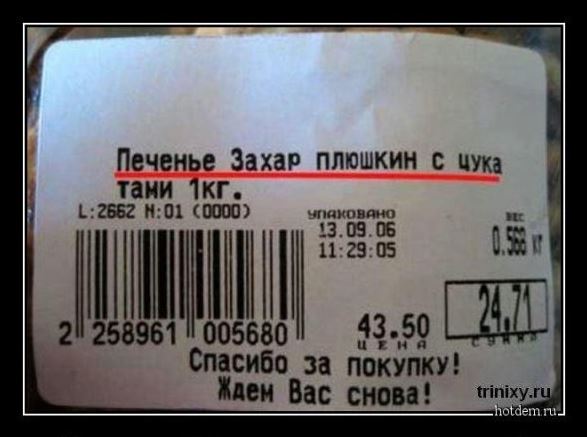 Печенье Захар плюшкин с цука
тами 1кг.
L:2662 М:01 (0000)
УПАКОВАНО
13.09.06
11:29:05
ВЕС
0.568 кг
2 258961 005680
43.50
ЦЕНА
24.71
СУММА
Спасибо за покупку!
Ждем Вас снова!
trinixy.ru
hotdem.ru